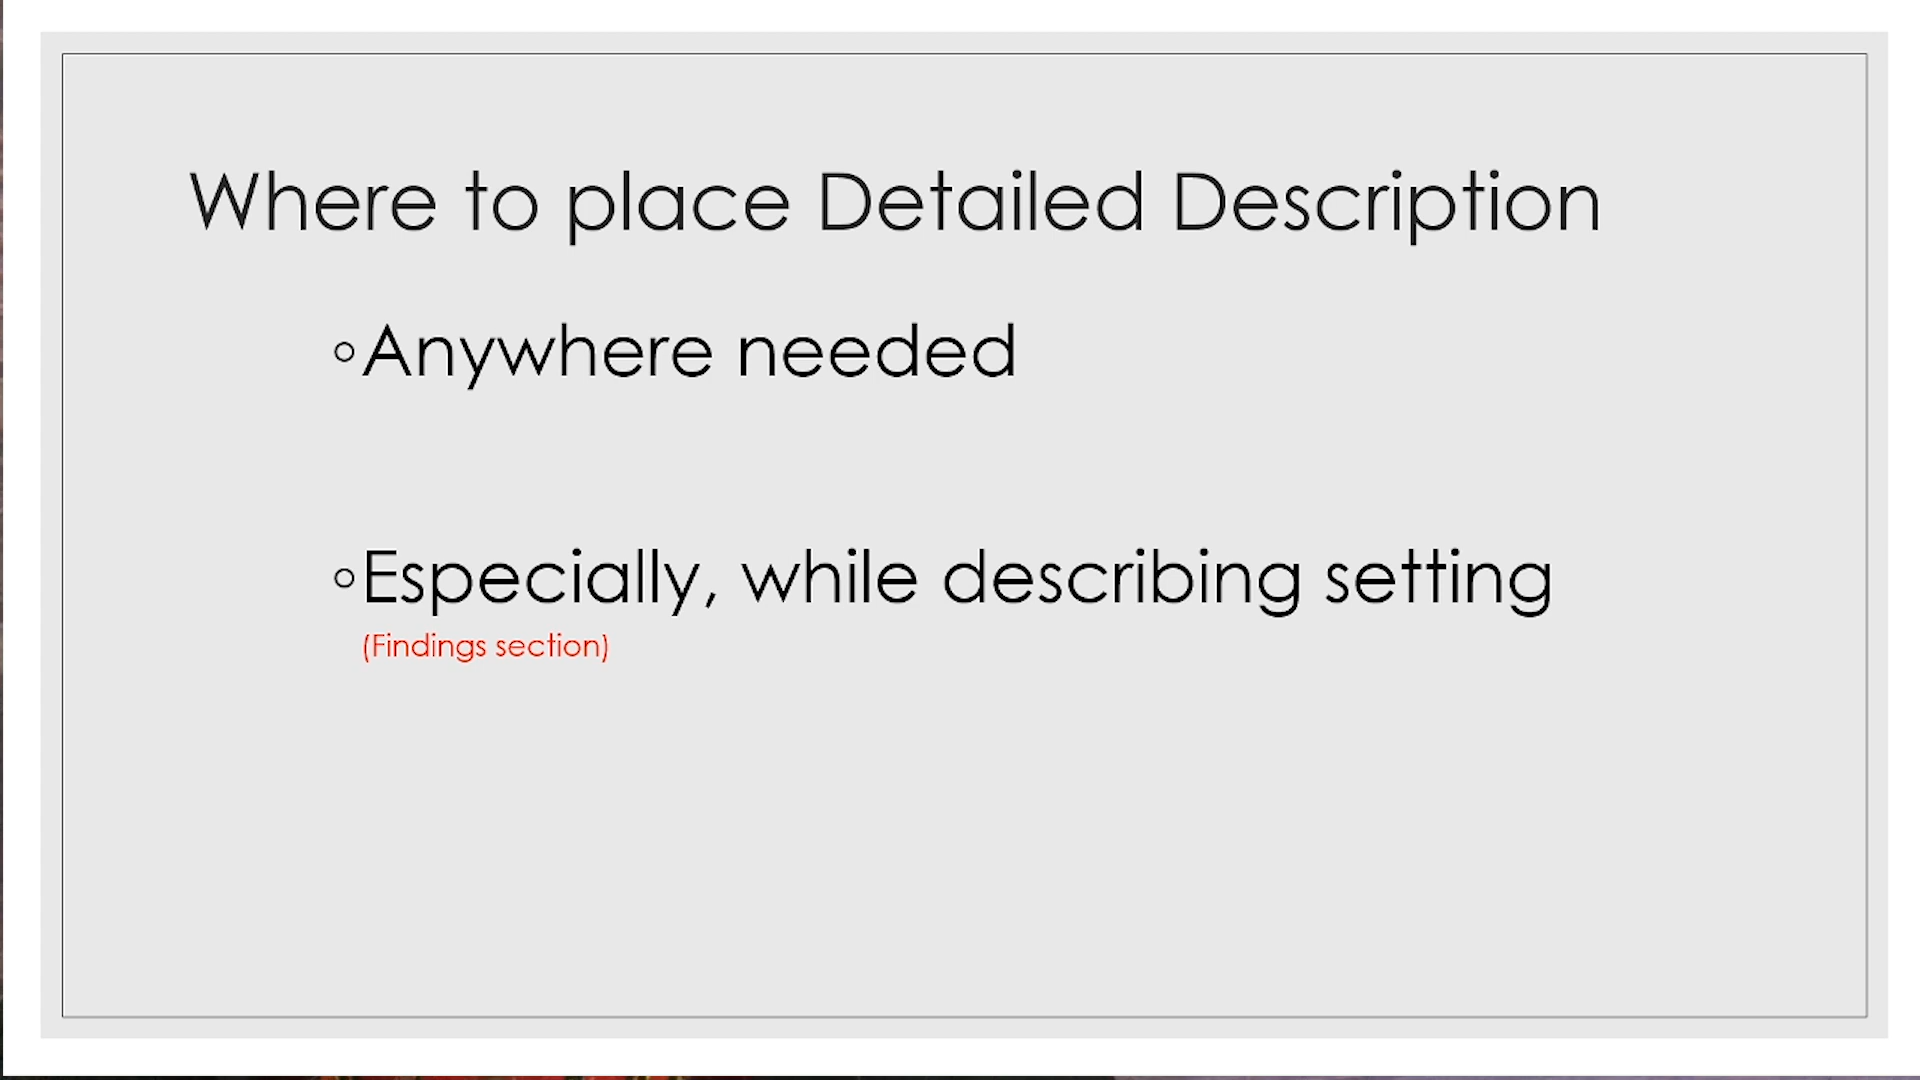 Where to place Detailed Description
◦Anywhere needed
◦Especially, while describing setting
(Findings section)